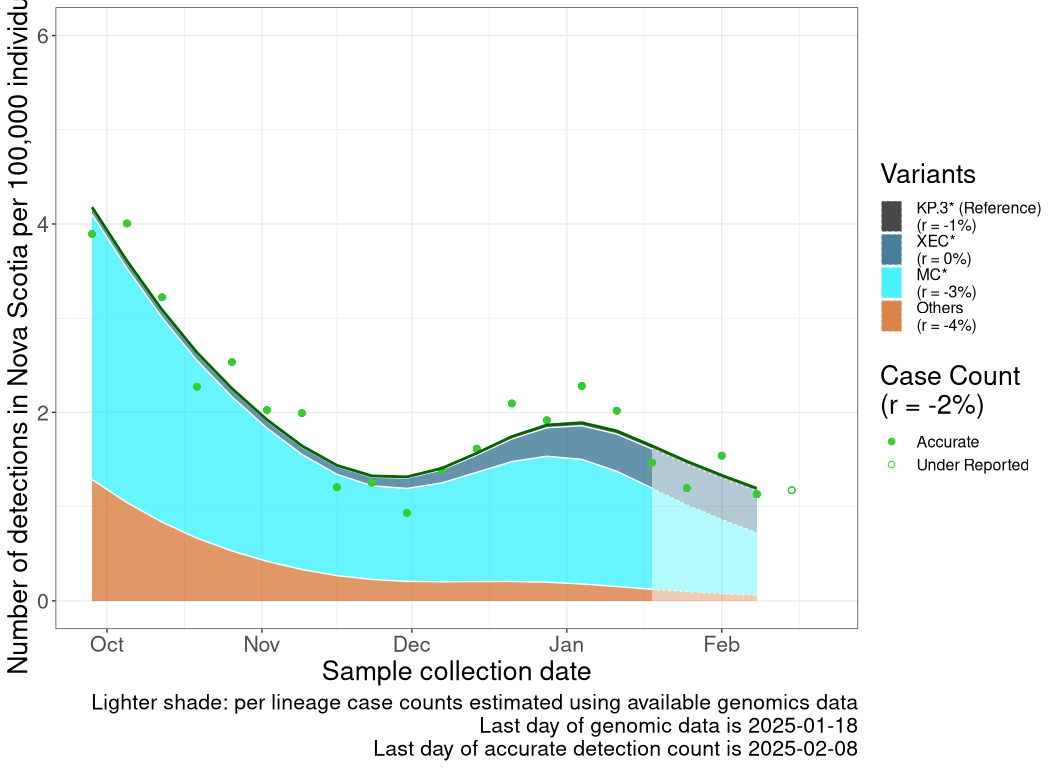 Number of detections in Nova Scotia per 100,000 individu
6
4
2
0
Oct
Nov
Dec
Jan
Feb
Sample collection date
Lighter shade: per lineage case counts estimated using available genomics data
Last day of genomic data is 2025-01-18
Last day of accurate detection count is 2025-02-08
Variants
KP.3* (Reference)
(r = -1%)
XEC*
(r = 0%)
MC*
(r = -3%)
Others
(r = -4%)
Case Count
(r = -2%)
Accurate
Under Reported